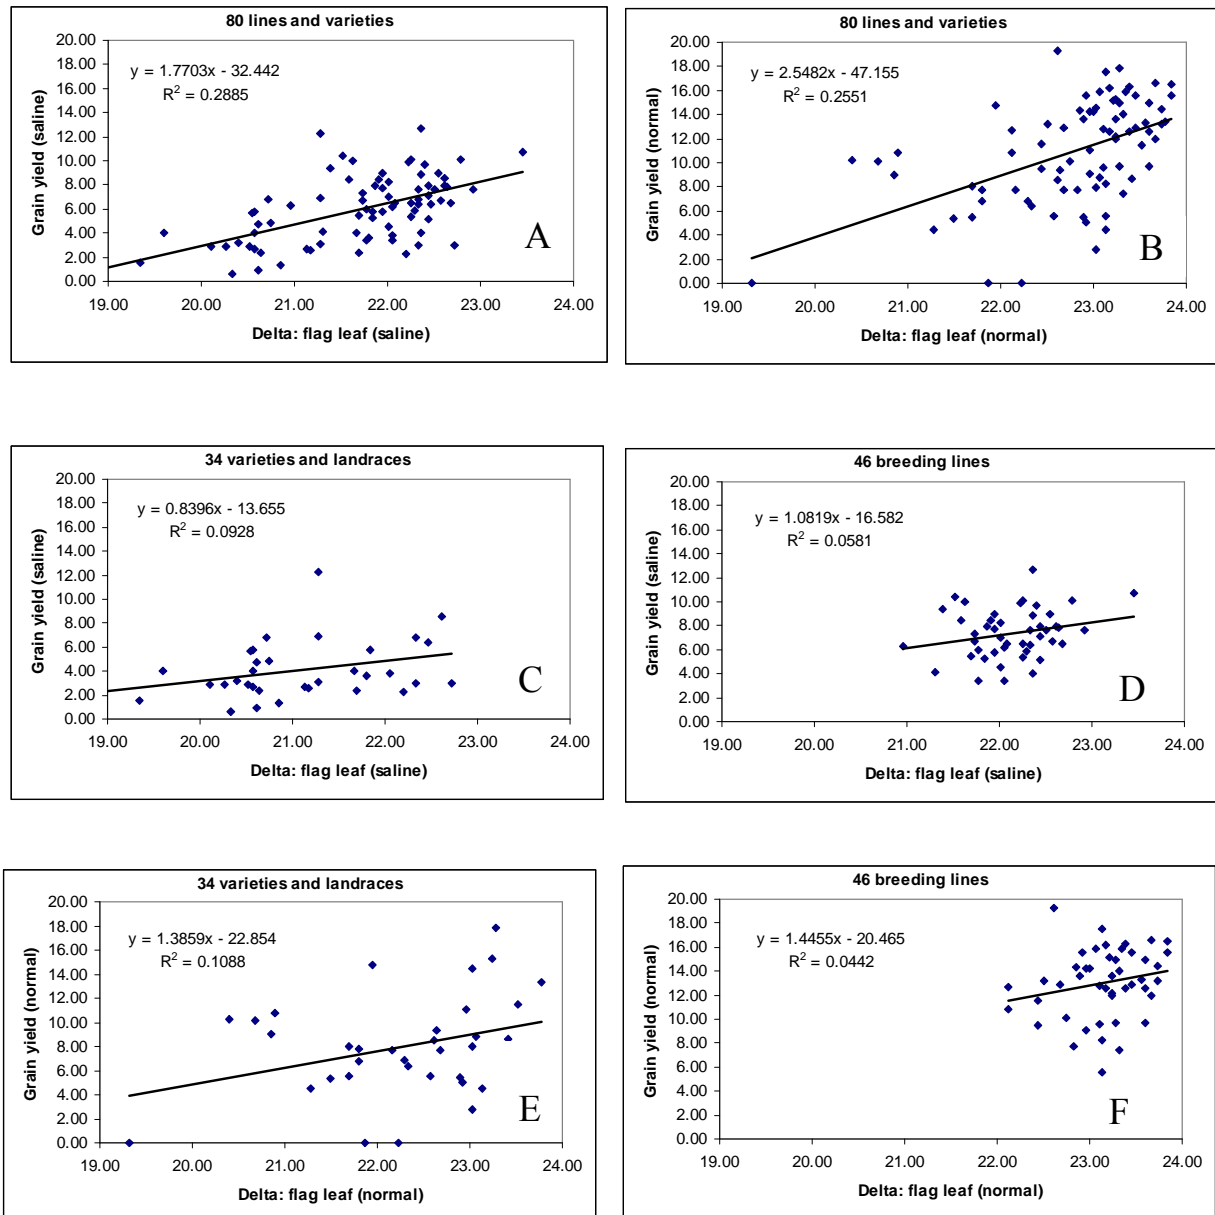 80 lines and varieties
20.00
18.00
16.00
14.00
12.00
10.00
8.00
6.00
4.00
2.00
0.00
Grain yield (saline)
y = 1.7703x - 32.442
R² = 0.2885
A
19.00 20.00 21.00 22.00 23.00 24.00
Delta: flag leaf (saline)
80 lines and varieties
20.00
18.00
16.00
14.00
12.00
10.00
8.00
6.00
4.00
2.00
0.00
Grain yield (normal)
y = 2.5482x - 47.155
R² = 0.2551
B
19.00 20.00 21.00 22.00 23.00 24.00
Delta: flag leaf (normal)
34 varieties and landraces
20.00
18.00
16.00
14.00
12.00
10.00
8.00
6.00
4.00
2.00
0.00
Grain yield (saline)
y = 0.8396x - 13.655
R² = 0.0928
C
19.00 20.00 21.00 22.00 23.00 24.00
Delta: flag leaf (saline)
46 breeding lines
20.00
18.00
16.00
14.00
12.00
10.00
8.00
6.00
4.00
2.00
0.00
Grain yield (saline)
y = 1.0819x - 16.582
R² = 0.0581
D
19.00 20.00 21.00 22.00 23.00 24.00
Delta: flag leaf (saline)
34 varieties and landraces
20.00
18.00
16.00
14.00
12.00
10.00
8.00
6.00
4.00
2.00
0.00
Grain yield (normal)
y = 1.3859x - 22.854
R² = 0.1088
E
19.00 20.00 21.00 22.00 23.00 24.00
Delta: flag leaf (normal)
46 breeding lines
20.00
18.00
16.00
14.00
12.00
10.00
8.00
6.00
4.00
2.00
0.00
Grain yield (normal)
y = 1.4455x - 20.465
R² = 0.0442
F
19.00 20.00 21.00 22.00 23.00 24.00
Delta: flag leaf (normal)